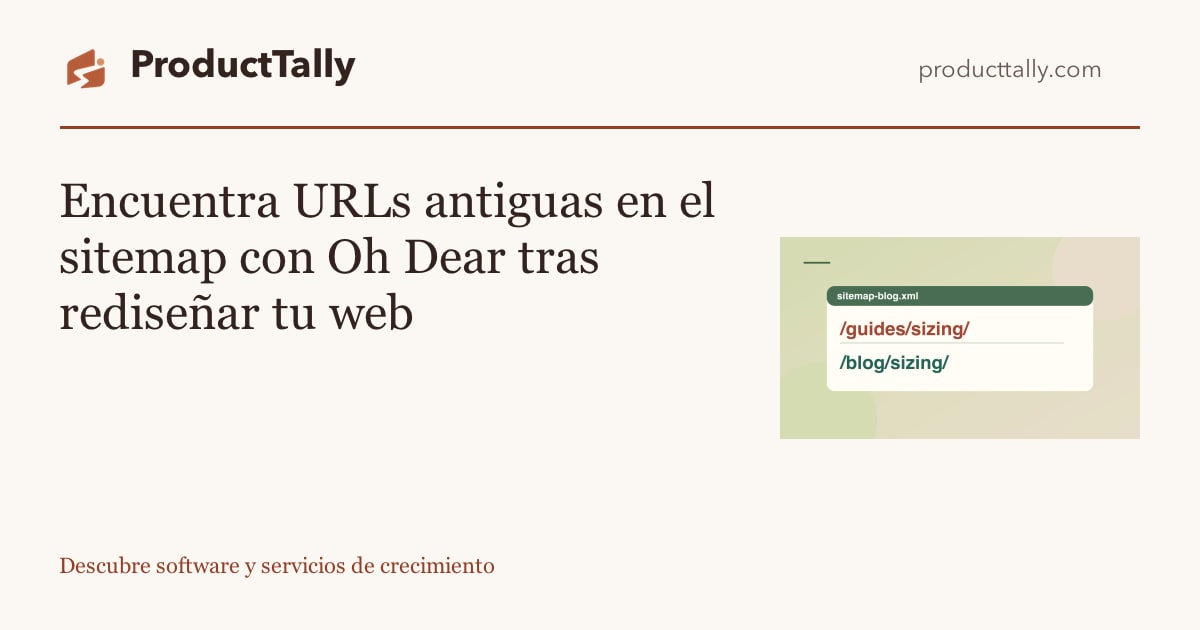 ProductTally
producttally.com
Encuentra URLs antiguas en el
sitemap con Oh Dear tras
rediseñar tu web
sitemap-blog.xml
/guides/sizing/
/blog/sizing/
Descubre software y servicios de crecimiento